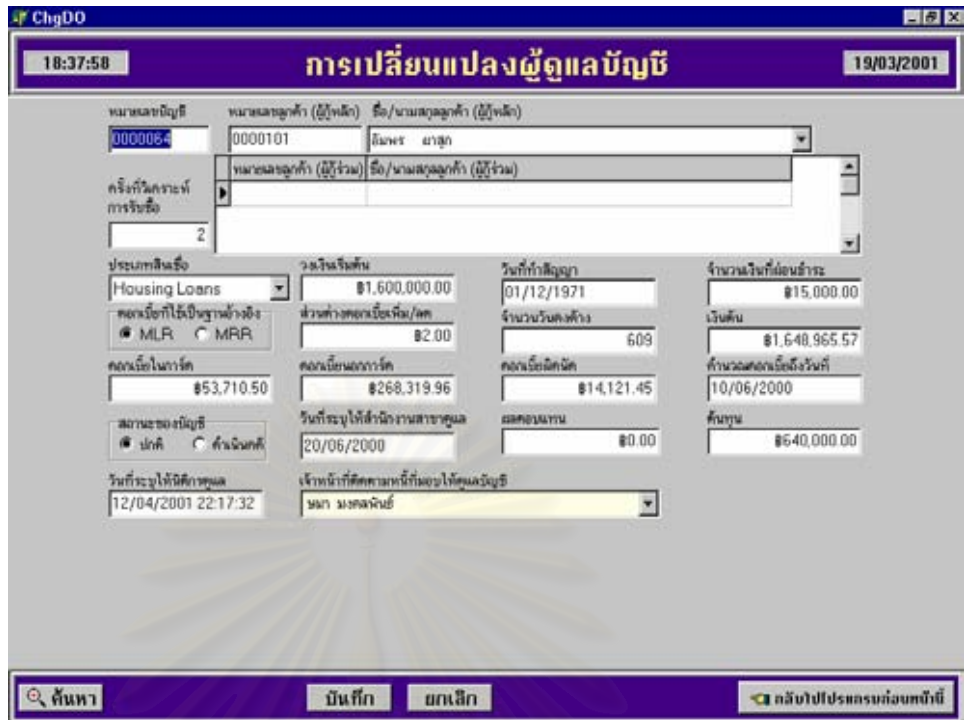 ChgDO
18:37:58
การเปลี่ยนแปลงผู้ดูแลบัญชี
19/03/2001
หมายเลขบัญชี หมายเลขลูกค้า (ผู้กู้หลัก) ชื่อ/นามสกุลลูกค้า (ผู้กู้หลัก)
0000064 0000101 อัมพร ผาสุก
หมายเลขลูกค้า (ผู้กู้ร่วม) ชื่อ/นามสกุลลูกค้า (ผู้กู้ร่วม)
ครั้งที่วิเคราะห์
การรับซื้อ
2
ประเภทสินเชื่อ วงเงินเริ่มต้น วันที่ทำสัญญา จำนวนเงินที่ผ่อนชำระ
Housing Loans ฿1,600,000.00 01/12/1971 ฿15,000.00
ดอกเบี้ยที่ใช้เป็นฐานอ้างอิง ส่วนต่างดอกเบี้ยเพิ่ม/ลด จำนวนวันคงค้าง เงินต้น
MLR MRR ฿2.00 609 ฿1,648,965.57
ดอกเบี้ยในการ์ด ดอกเบี้ยนอกการ์ด ดอกเบี้ยผิดนัด คำนวณดอกเบี้ยถึงวันที่
฿53,710.50 ฿268,319.96 ฿14,121.45 10/06/2000
สถานะของบัญชี วันที่ระบุให้สำนักงานสาขาดูแล ผลตอบแทน ต้นทุน
ปกติ ดำเนินคดี 20/06/2000 ฿0.00 ฿640,000.00
วันที่ระบุให้นิติกรดูแล เจ้าหน้าที่ติดตามหนี้ที่มอบให้ดูแลบัญชี
12/04/2001 22:17:32 มงคลพันธ์
ค้นหา บันทึก ยกเลิก กลับไปโปรแกรมก่อนหน้านี้